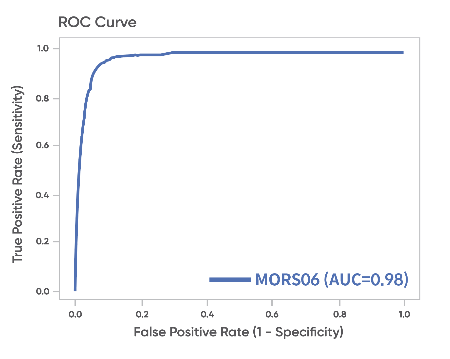 ROC Curve
True Positive Rate (Sensitivity)
1.0
0.8
0.6
0.4
0.2
0.0
MORS06 (AUC=0.98)
0.0 0.2 0.4 0.6 0.8 1.0
False Positive Rate (1 - Specificity)